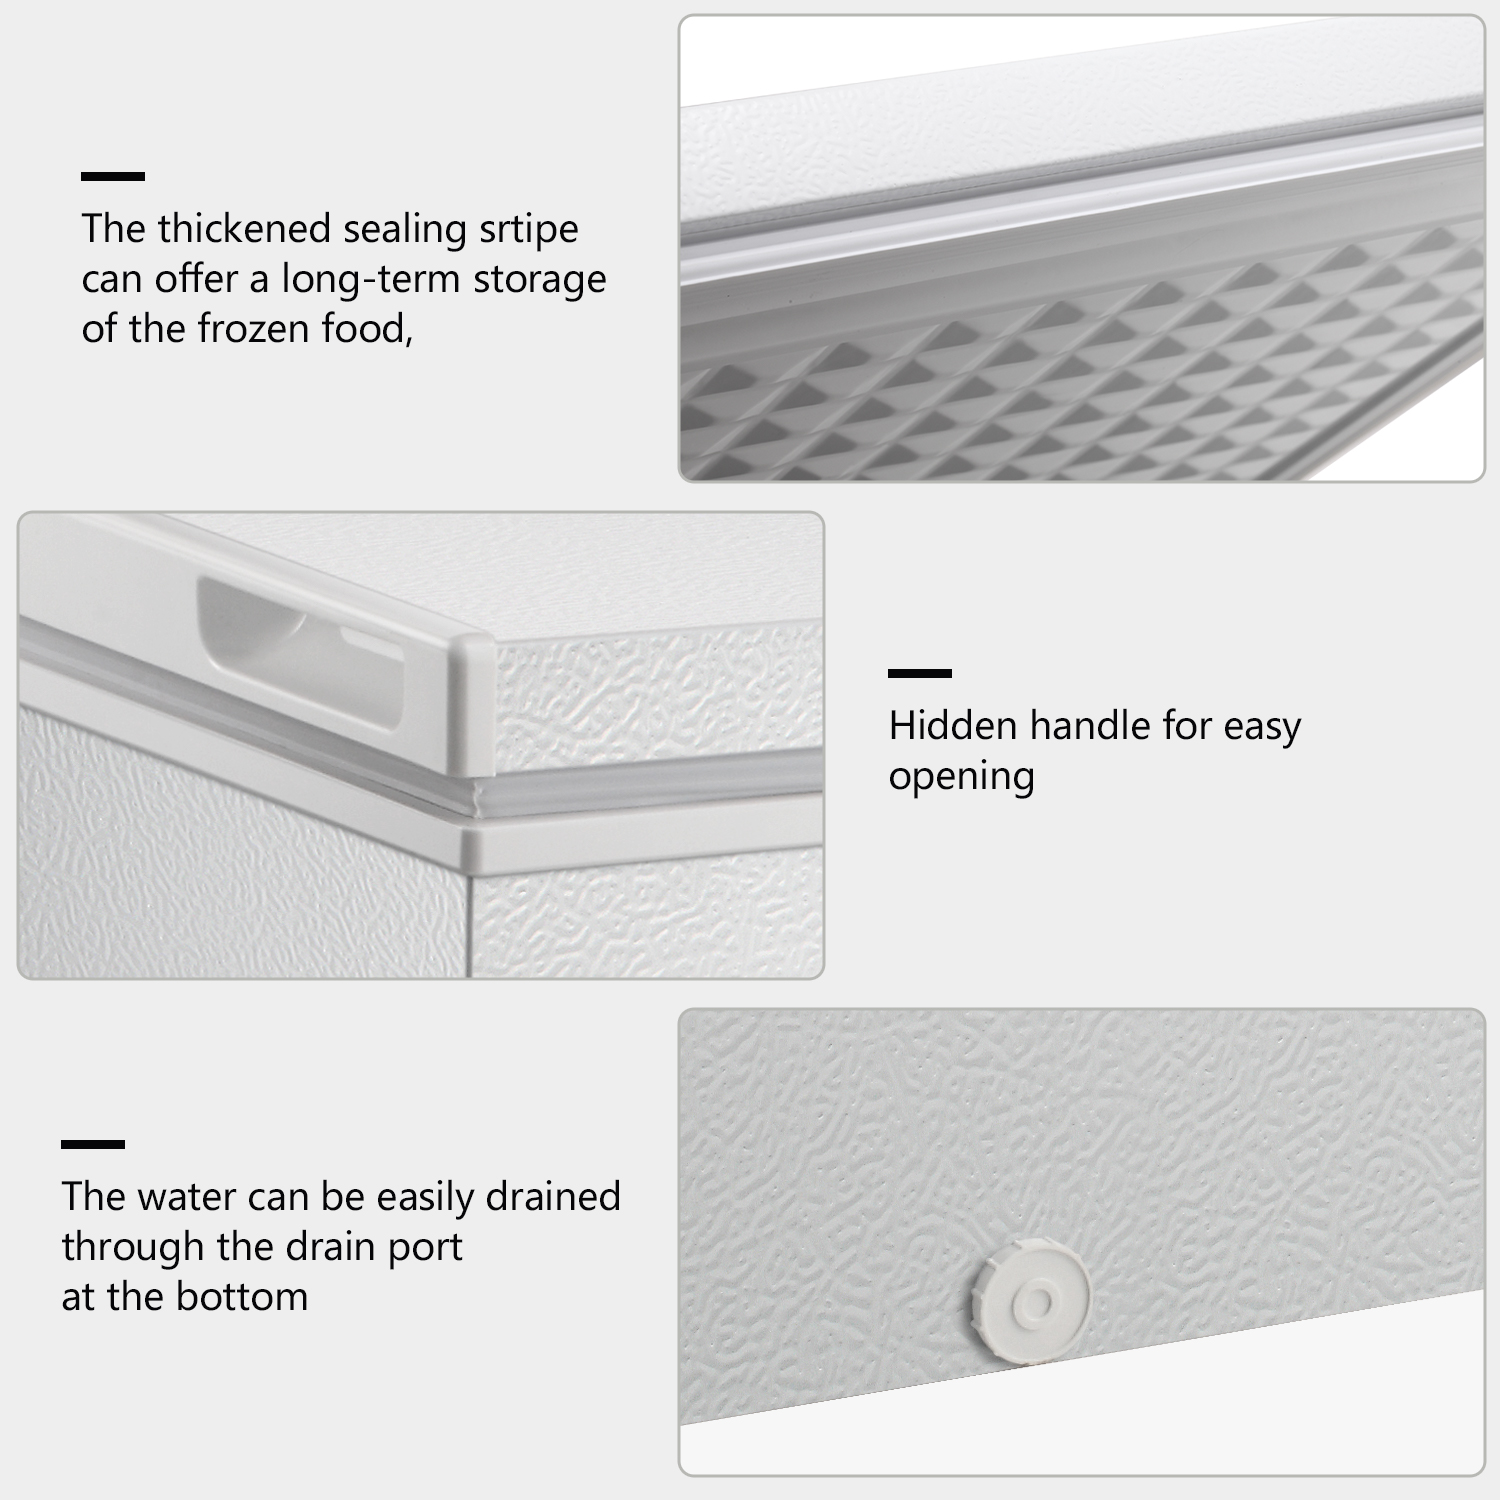 The thickened sealing srtipe
can offer a long-term storage
of the frozen food,
Hidden handle for easy
opening
The water can be easily drained
through the drain port
at the bottom